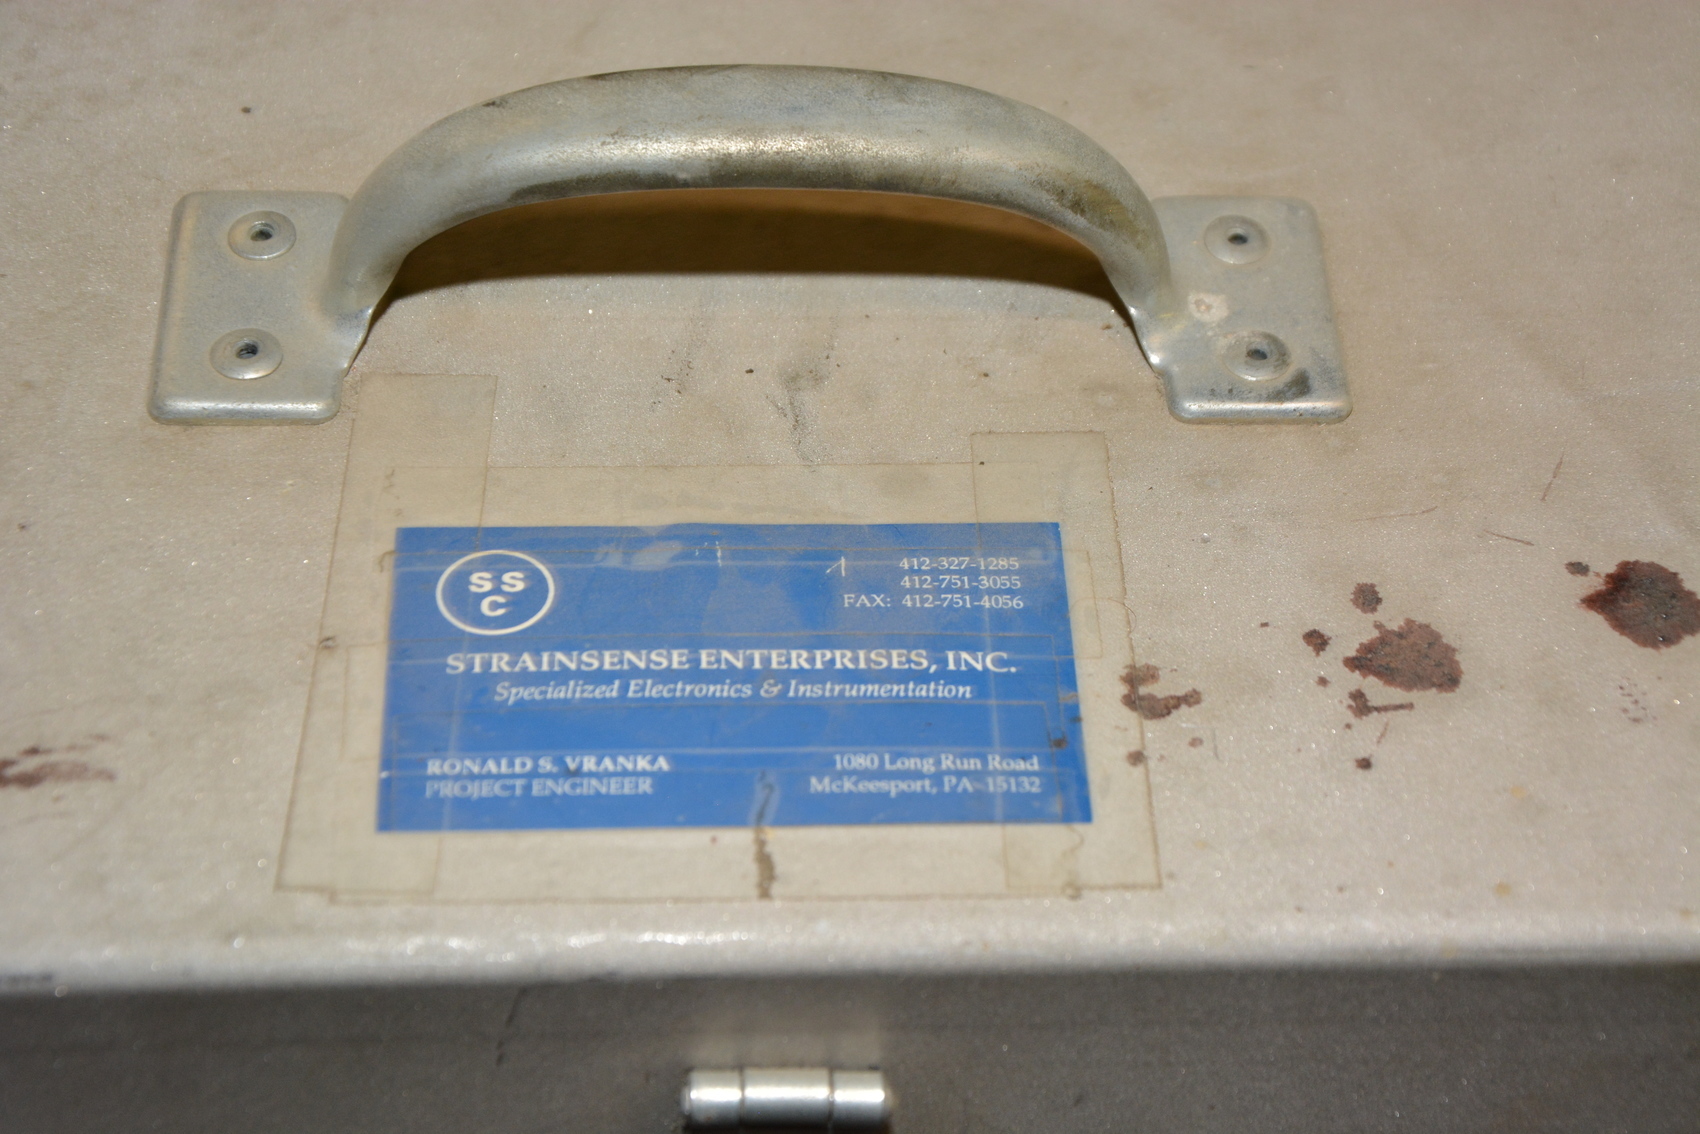 SS
C
412-327-1285
412-751-3055
FAX: 412-751-4056
STRAINSENSE ENTERPRISES, INC.
Specialized Electronics & Instrumentation
RONALD S. VRANKA
PROJECT ENGINEER
1080 Long Run Road
McKeesport, PA 15132